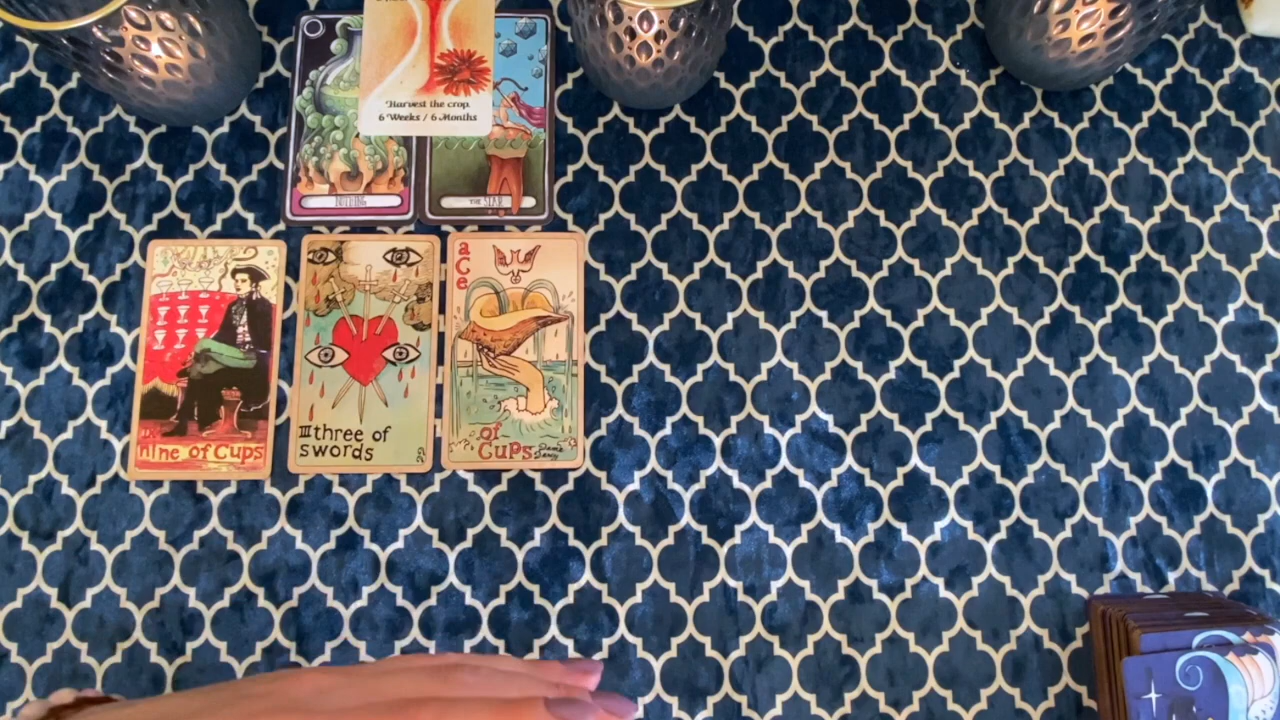 Harvest the crop.
6 Weeks / 6 Months
NOTHING
THE STAR
ace
of
Cups
nine of Cups
III three of
swords